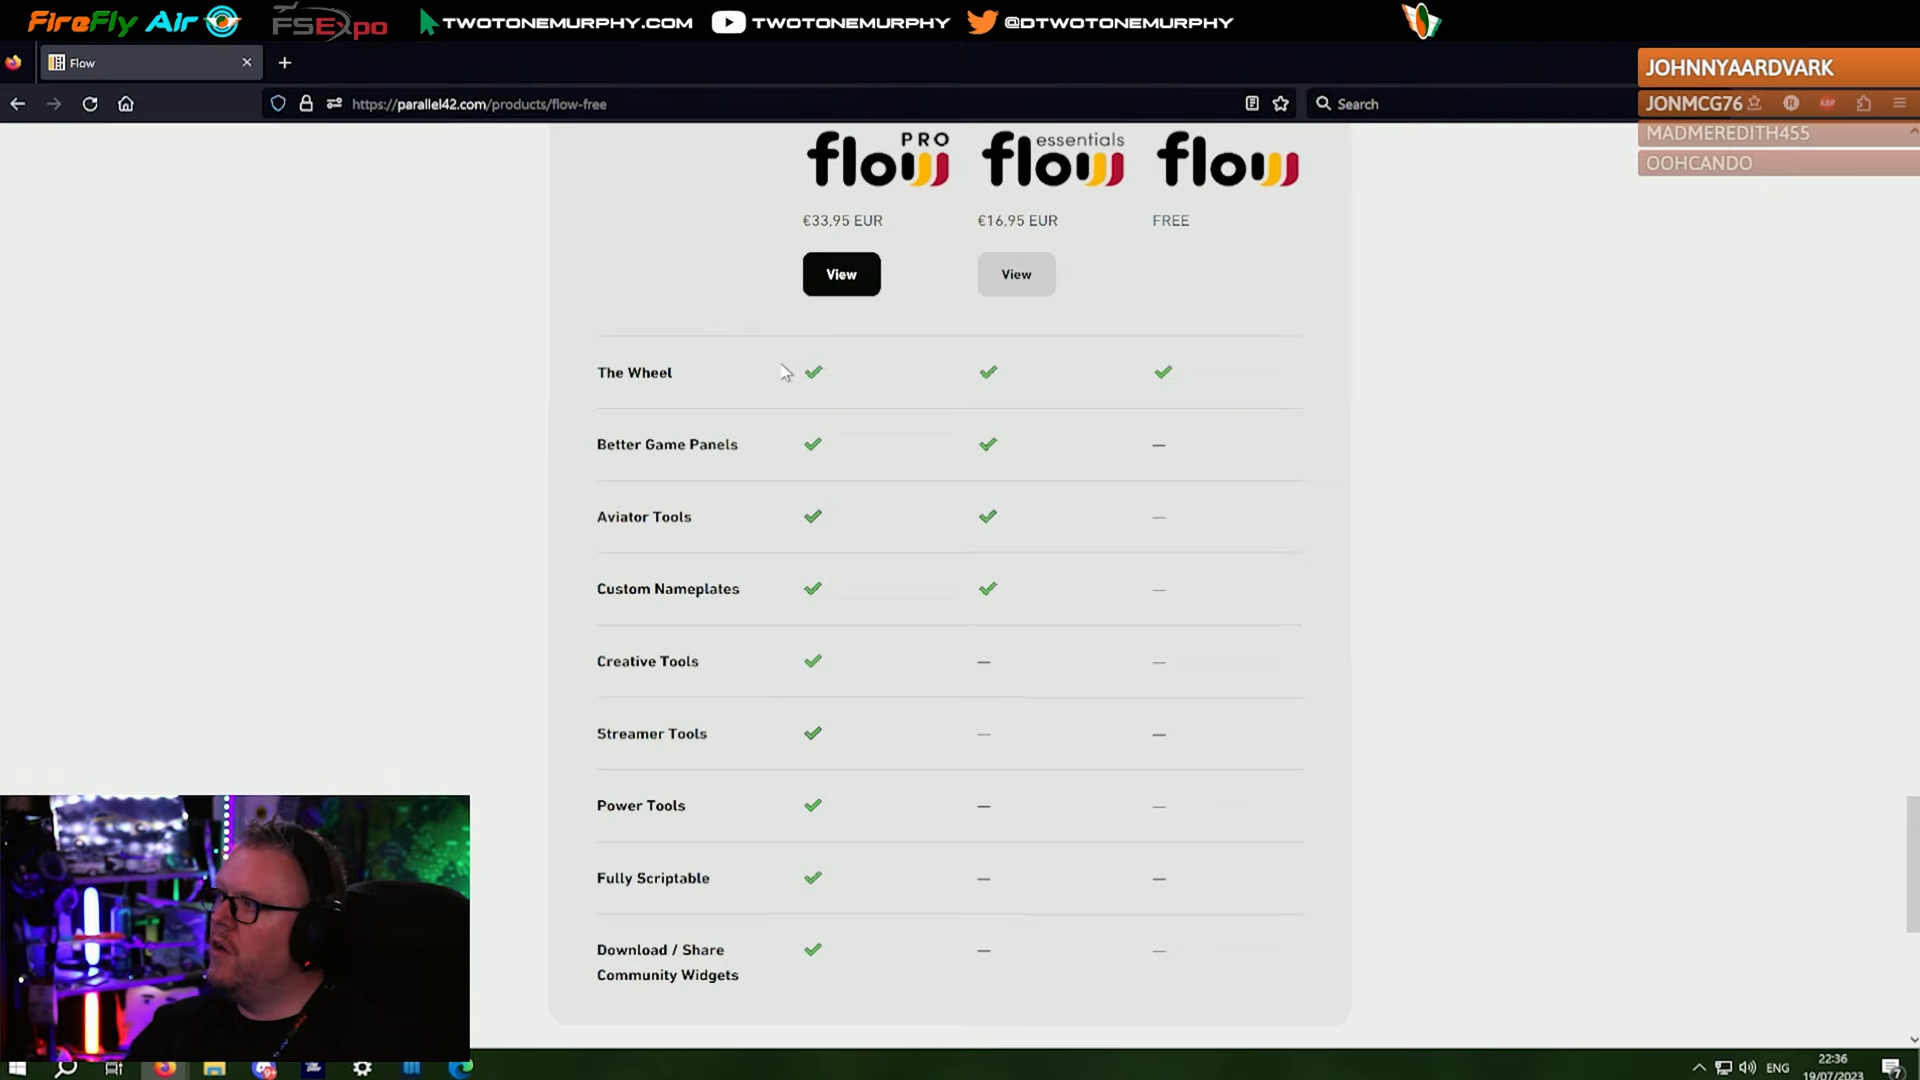 FireFly Air
FSExpo
TWOTONEMURPHY.COM
TWOTONEMURPHY
@DTWOTONEMURPHY
Flow
https://parallel42.com/products/flow-free
Search
JOHNNYAARDVARK
JONMCG76
MADMEREDITH455
OOHCANDO
flow PRO
flow essentials
flow
€33,95 EUR
€16,95 EUR
FREE
View
View
The Wheel
Better Game Panels
Aviator Tools
Custom Nameplates
Creative Tools
Streamer Tools
Power Tools
Fully Scriptable
Download / Share
Community Widgets
ENG
22:36
19/07/2023